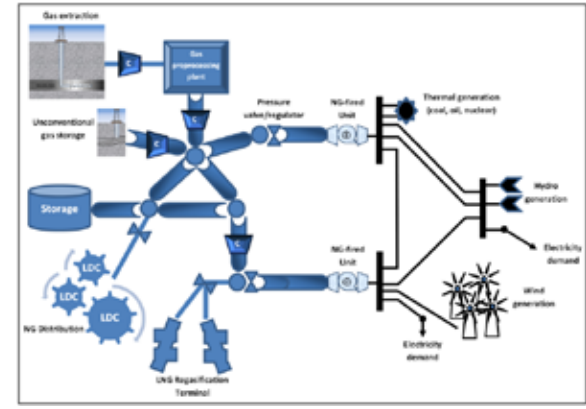 Gas extraction
C
Gas
preprocessing
plant
C
Unconventional
gas storage
C
Pressure
valve/regulator
NG-fired
Unit
Thermal generation
(coal, oil, nuclear)
Storage
Hydro
generation
C
NG-fired
Unit
Electricity
demand
LDC
LDC
LDC
NG Distribution
Wind
generation
Electricity
demand
LNG Regasification
Terminal